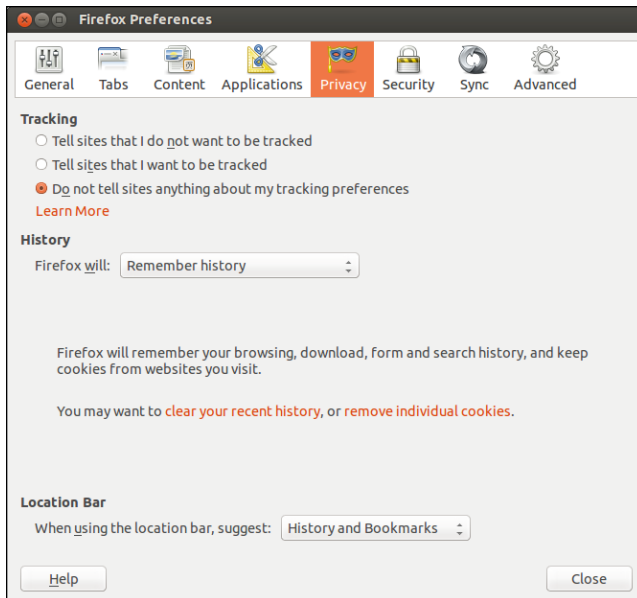 Firefox Preferences
General Tabs Content Applications Privacy Security Sync Advanced
Tracking
Tell sites that I do not want to be tracked
Tell sites that I want to be tracked
Do not tell sites anything about my tracking preferences
Learn More
History
Firefox will: Remember history
Firefox will remember your browsing, download, form and search history, and keep
cookies from websites you visit.
You may want to clear your recent history, or remove individual cookies.
Location Bar
When using the location bar, suggest: History and Bookmarks
Help Close